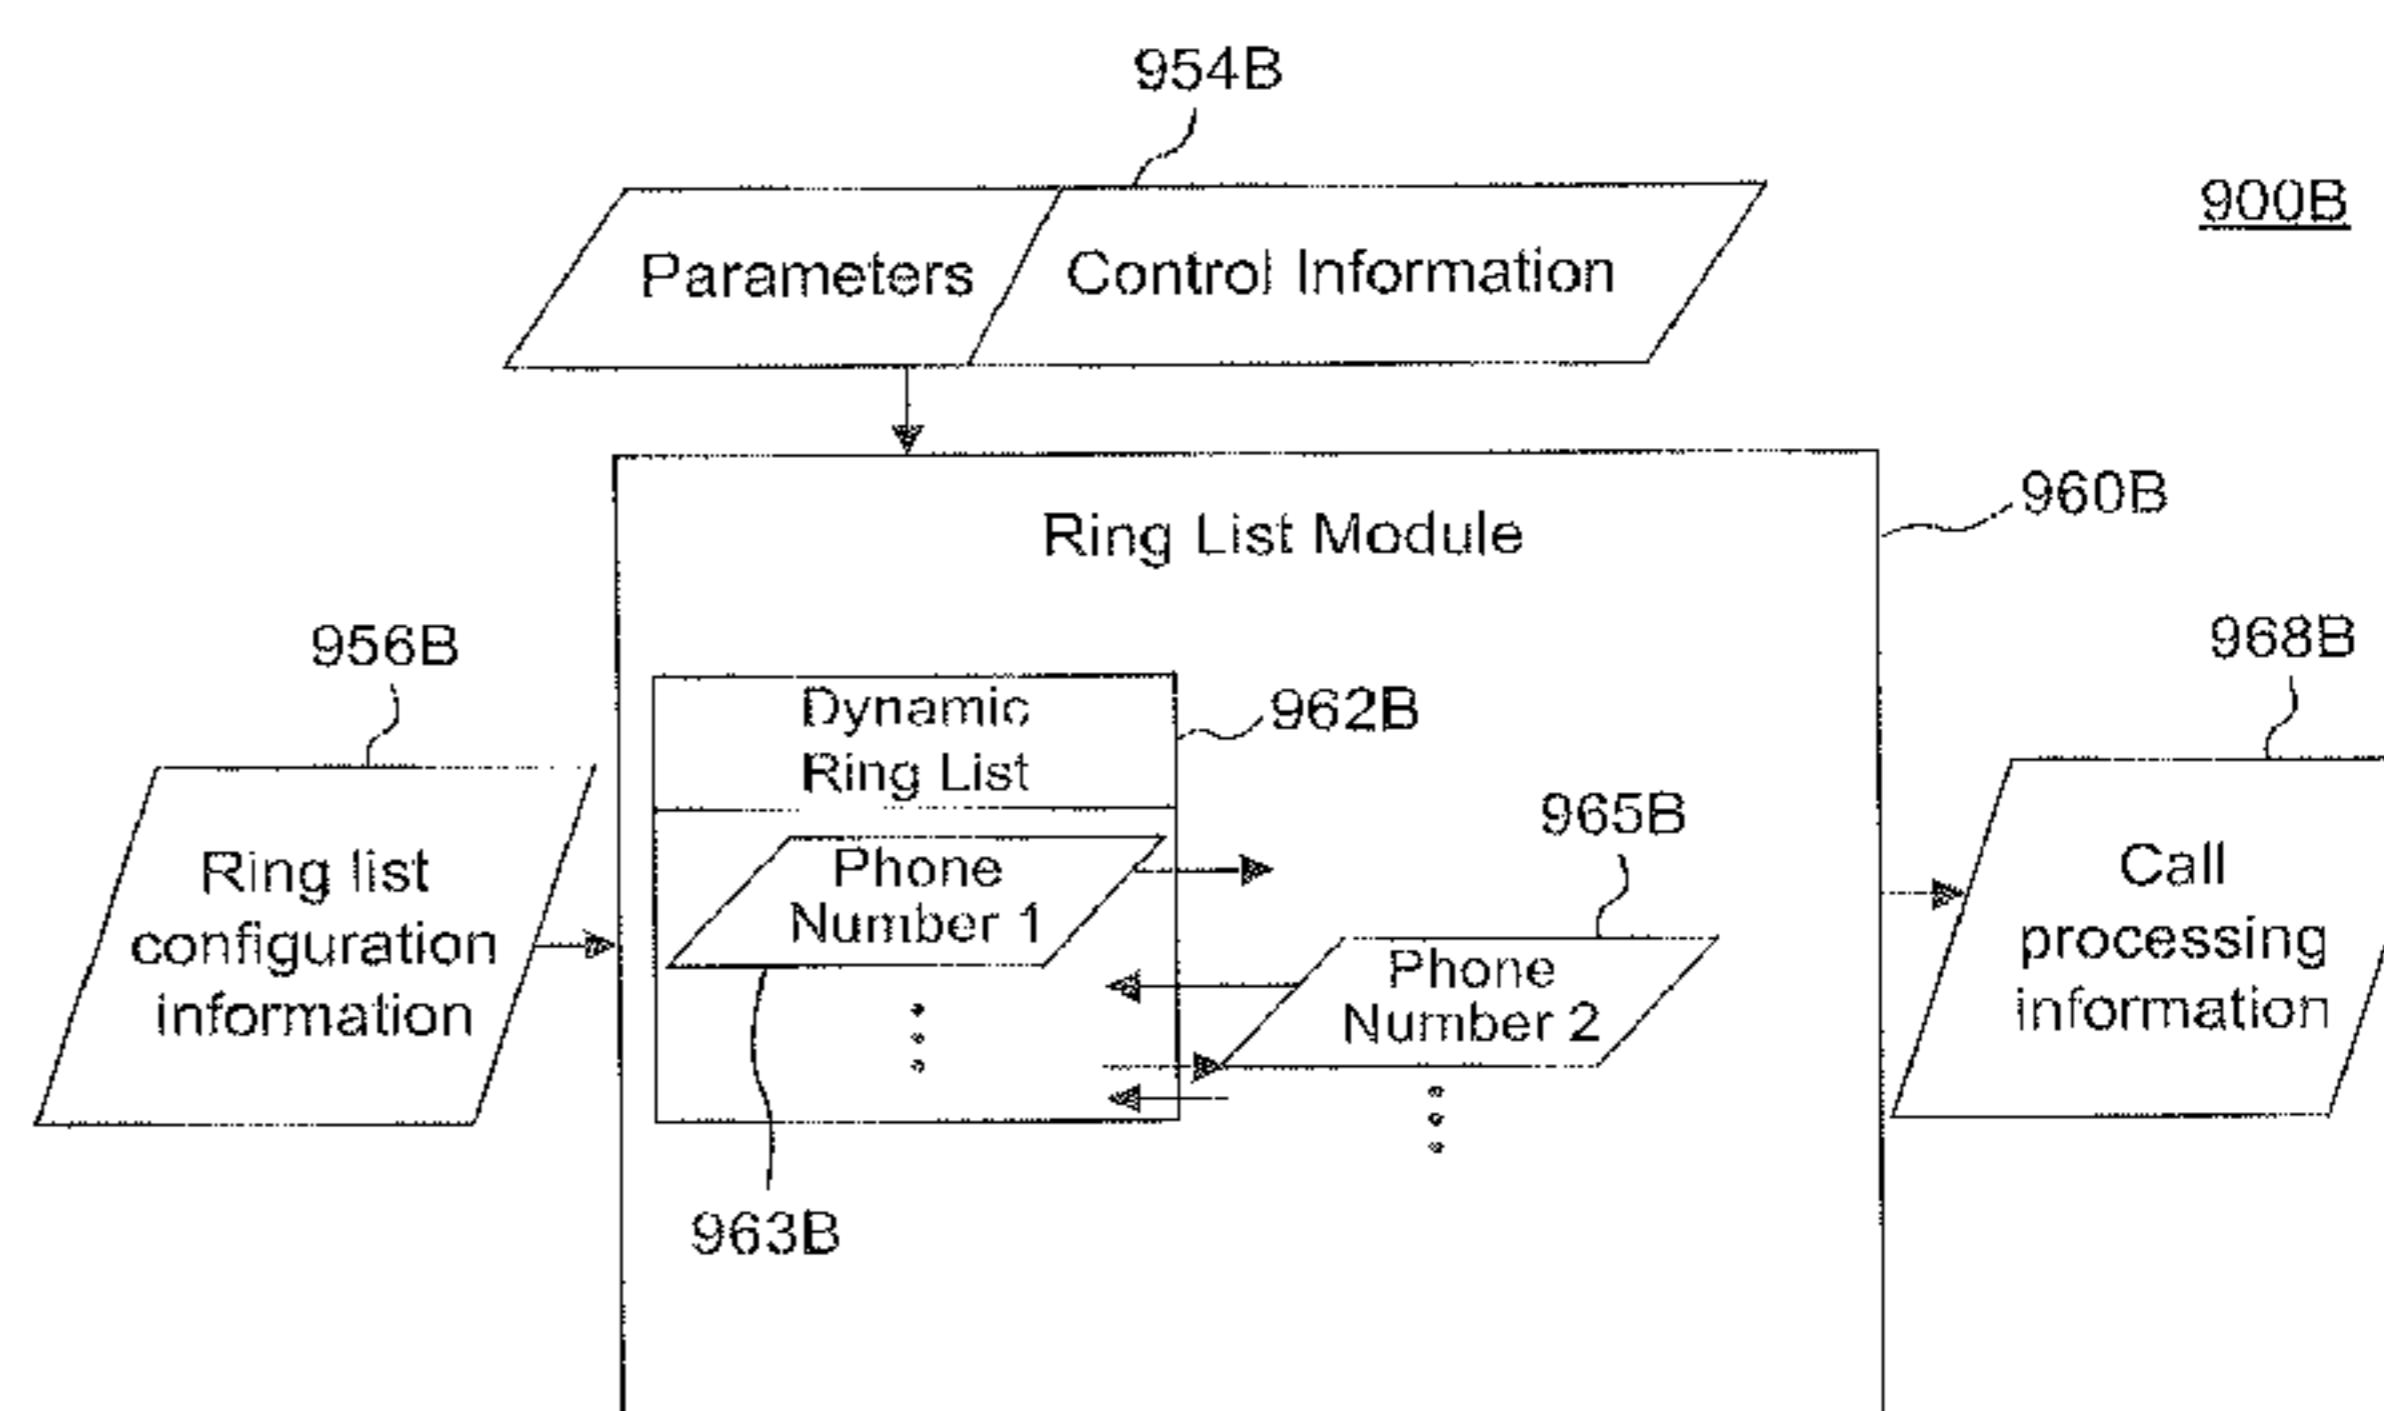 954B
900B
Parameters Control Information
Ring List Module
960B
956B
968B
Dynamic
Ring List
962B
965B
Ring list
configuration
information
Phone
Number 1
Phone
Number 2
Call
processing
information
963B